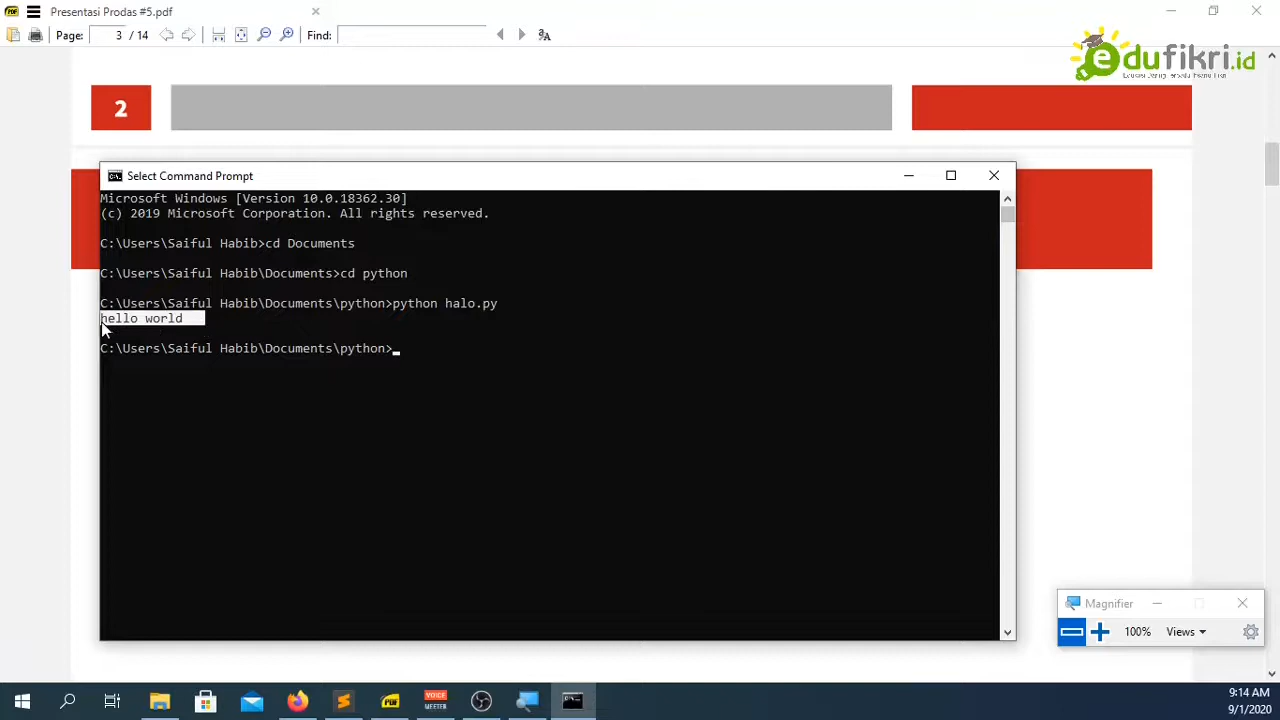 Presentasi Prodas #5.pdf
Page: 3 / 14 Find:
edufikri.id
2
Select Command Prompt
Microsoft Windows [Version 10.0.18362.30]
(c) 2019 Microsoft Corporation. All rights reserved.
C:\Users\Saiful Habib>cd Documents
C:\Users\Saiful Habib\Documents>cd python
C:\Users\Saiful Habib\Documents\python>python halo.py
hello world
C:\Users\Saiful Habib\Documents\python>
Magnifier
100% Views
PDF
VOICE
MEETER
9:14 AM
9/1/2020